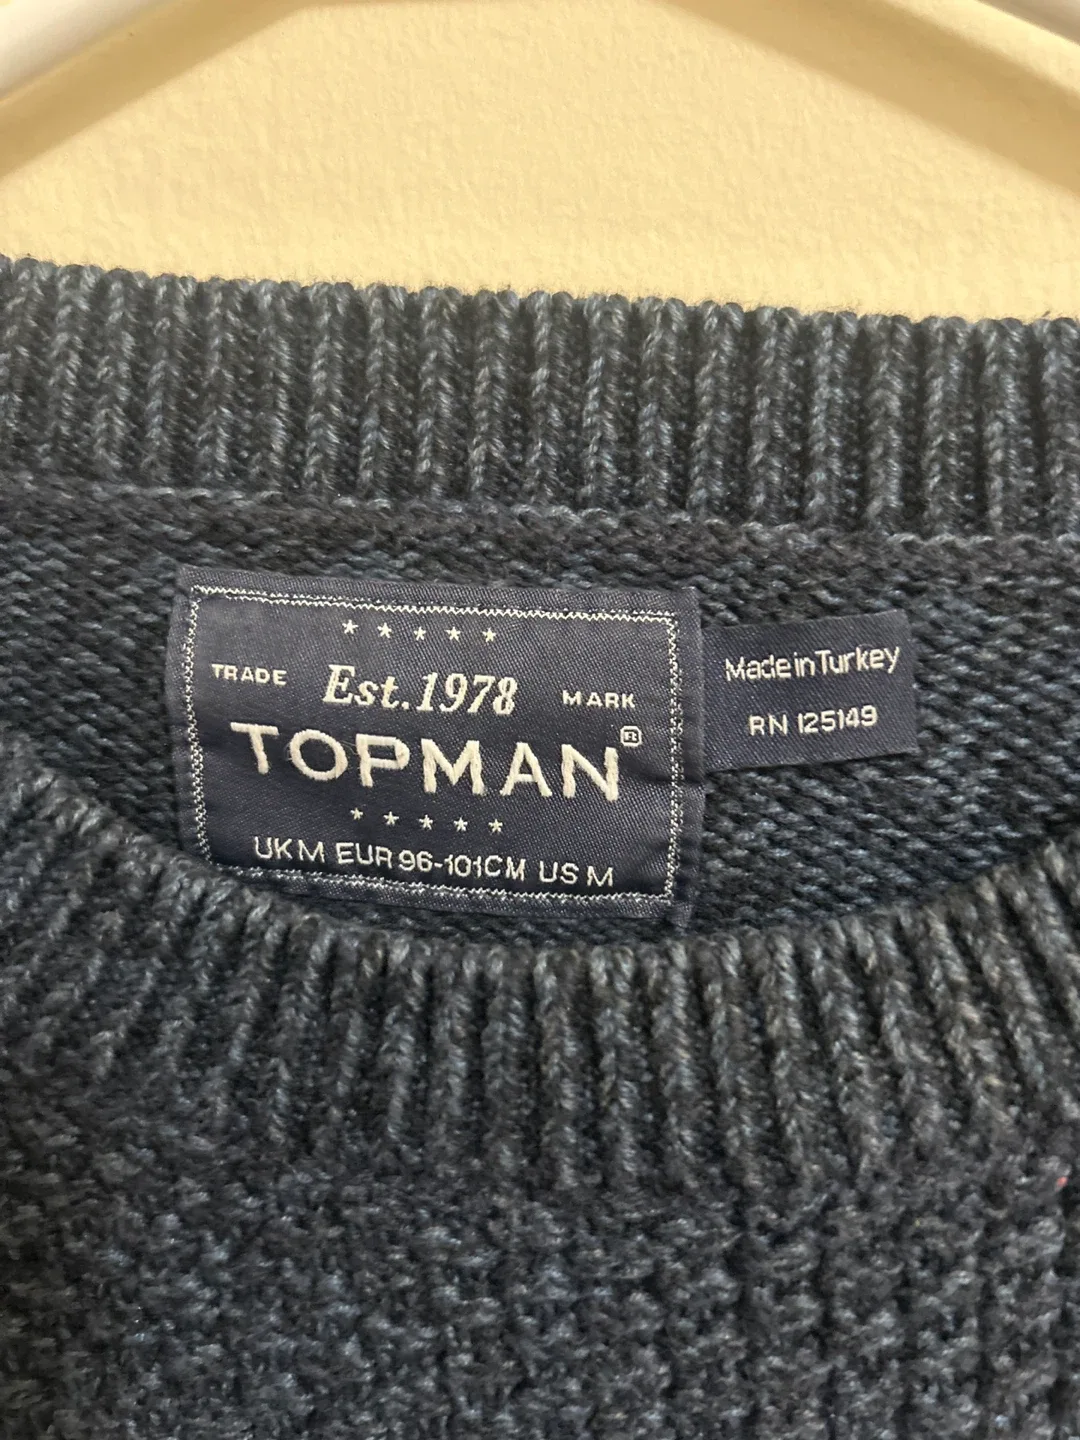 ★ ★ ★ ★ ★
TRADE Est.1978 MARK
TOPMAN®
★ ★ ★ ★ ★
UK M EUR 96-101CM US M
Made in Turkey
RN 125149